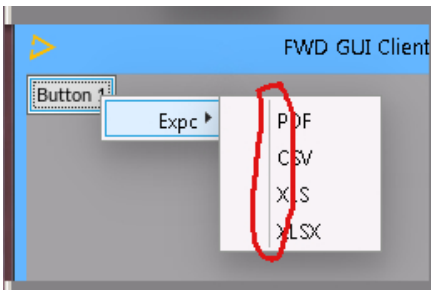 FWD GUI Client
Button 1
Expc
PDF
CSV
XLS
XLSX